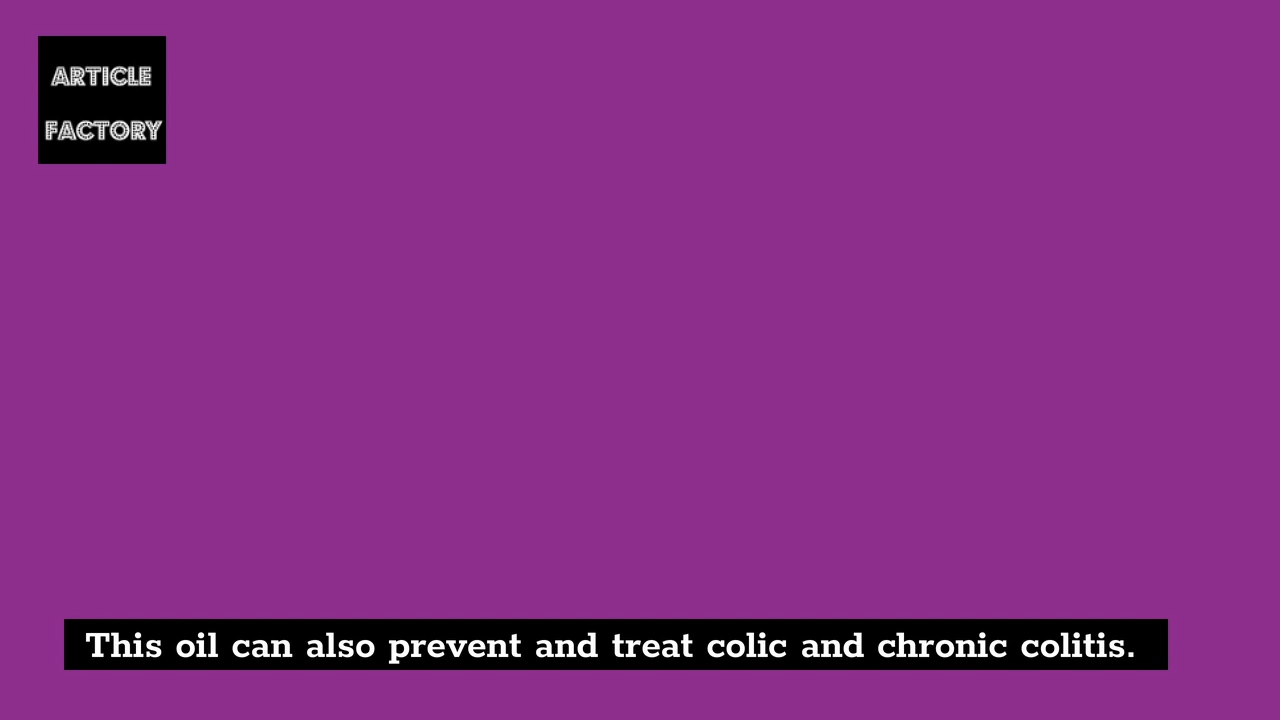 ARTICLE
FACTORY
This oil can also prevent and treat colic and chronic colitis.